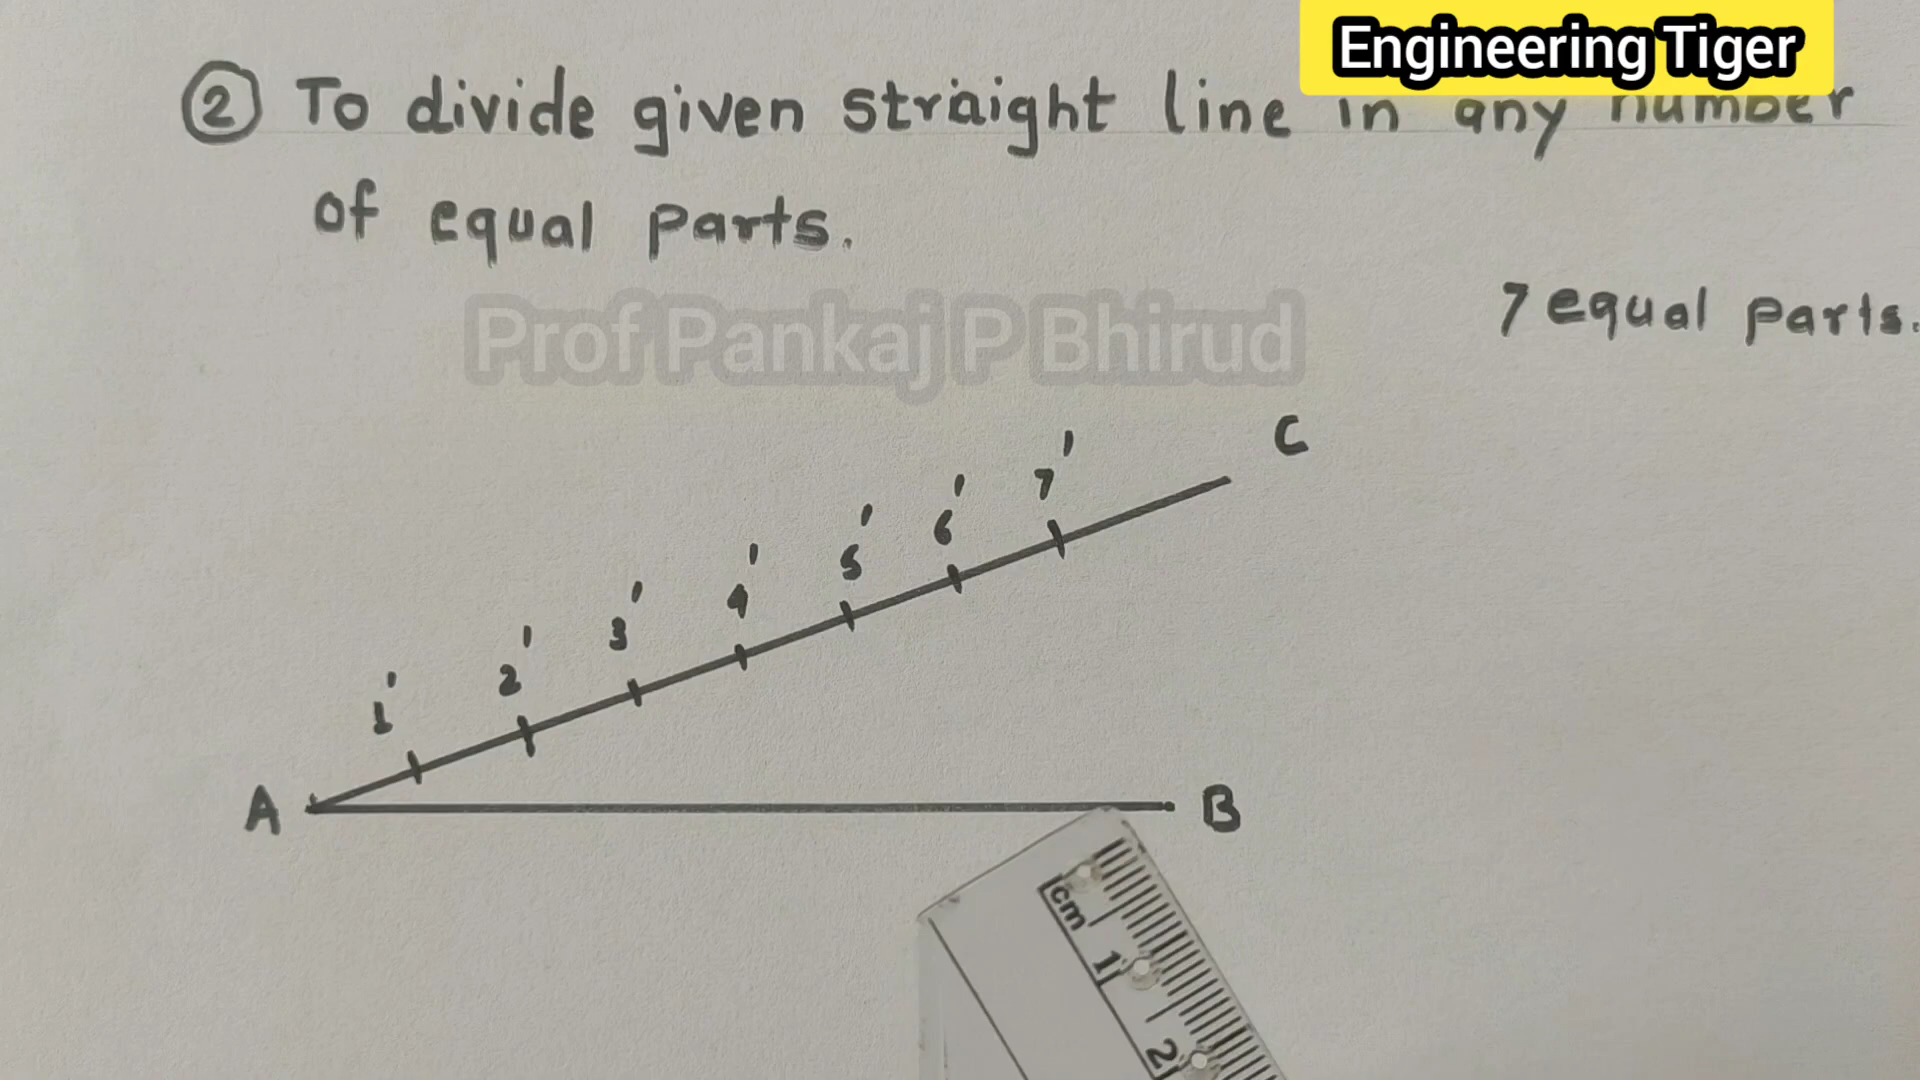 Engineering Tiger
② To divide given straight line in any number
of equal parts.
7 equal parts.
Prof Pankaj P Bhirud
C
1' 2' 3' 4' 5' 6' 7'
A B
cm 1 2